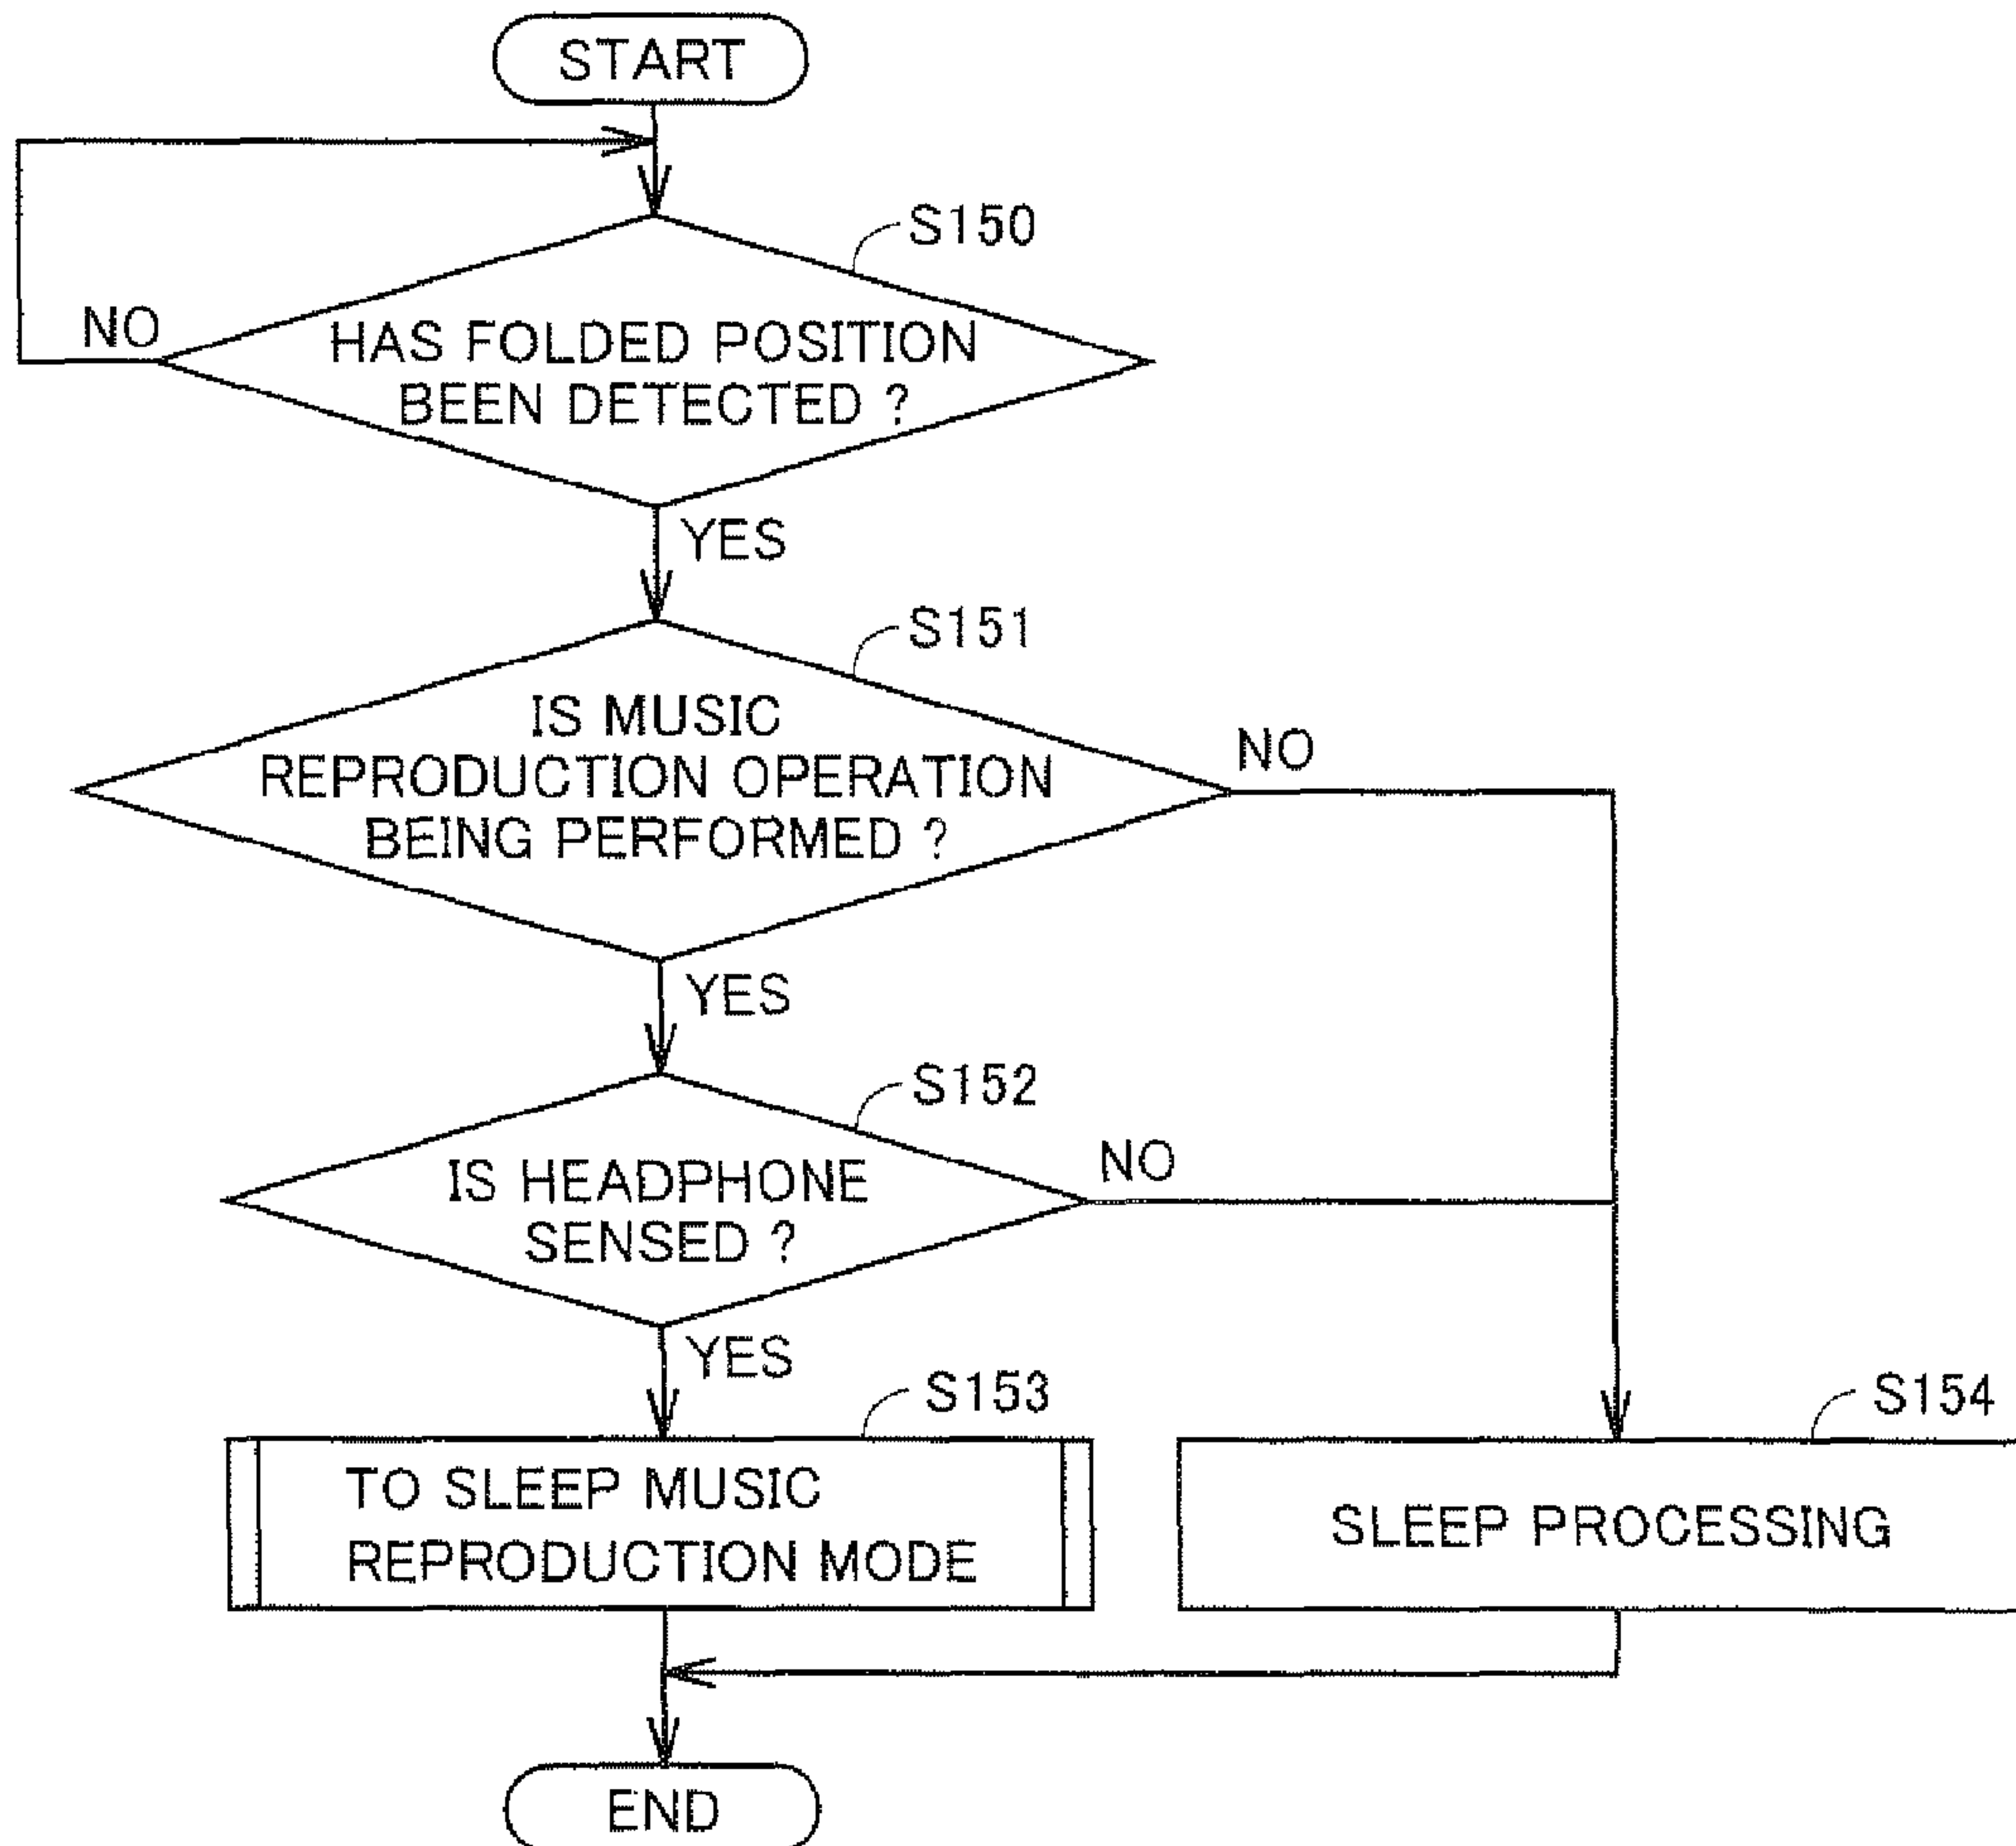 START
S150
NO
HAS FOLDED POSITION
BEEN DETECTED ?
YES
S151
IS MUSIC
REPRODUCTION OPERATION
BEING PERFORMED ?
NO
YES
S152
IS HEADPHONE
SENSED ?
NO
YES
S153
TO SLEEP MUSIC
REPRODUCTION MODE
S154
SLEEP PROCESSING
END